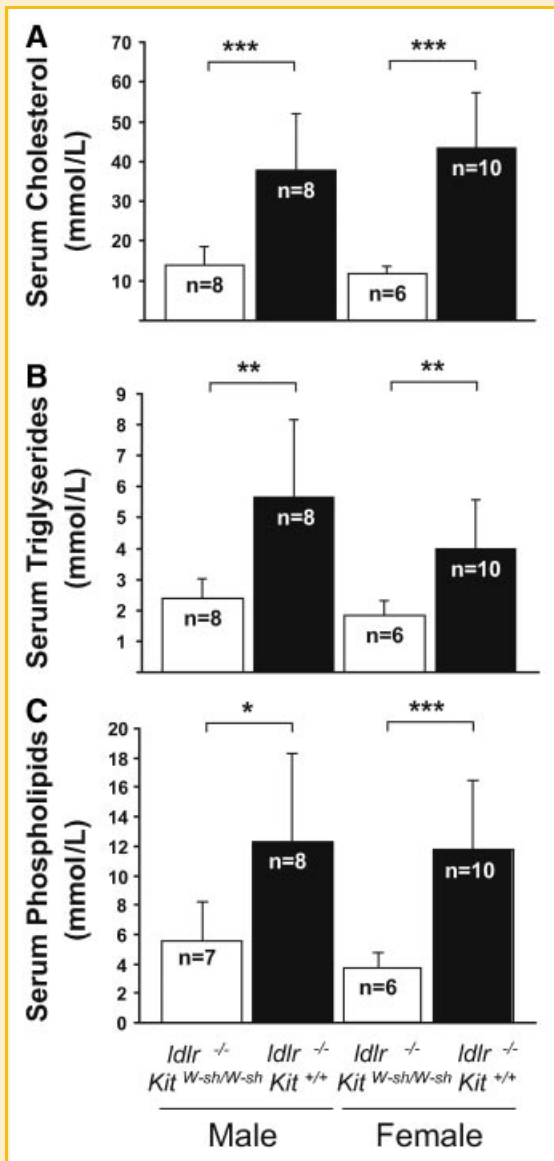 A
Serum Cholesterol
(mmol/L)
70
60
50
40
30
20
10
*** ***
n=8 n=8 n=6 n=10
B
Serum Triglyserides
(mmol/L)
9
8
7
6
5
4
3
2
1
** **
n=8 n=8 n=6 n=10
C
Serum Phospholipids
(mmol/L)
20
18
16
14
12
10
8
6
4
2
0
* ***
n=7 n=8 n=6 n=10
ldlr -/- ldlr -/- ldlr -/- ldlr -/-
Kit W-sh/W-sh Kit +/+ Kit W-sh/W-sh Kit +/+
Male Female